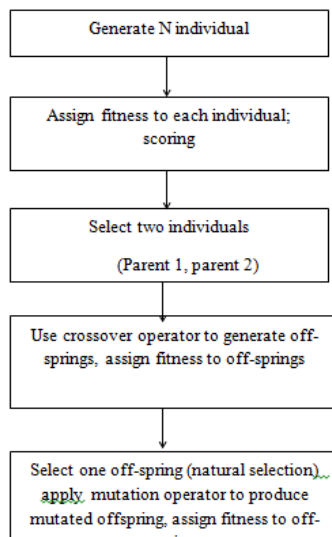 Generate N individual
Assign fitness to each individual;
scoring
Select two individuals
(Parent 1, parent 2)
Use crossover operator to generate off-
springs, assign fitness to off-springs
Select one off-spring (natural selection),
apply mutation operator to produce
mutated offspring, assign fitness to off-